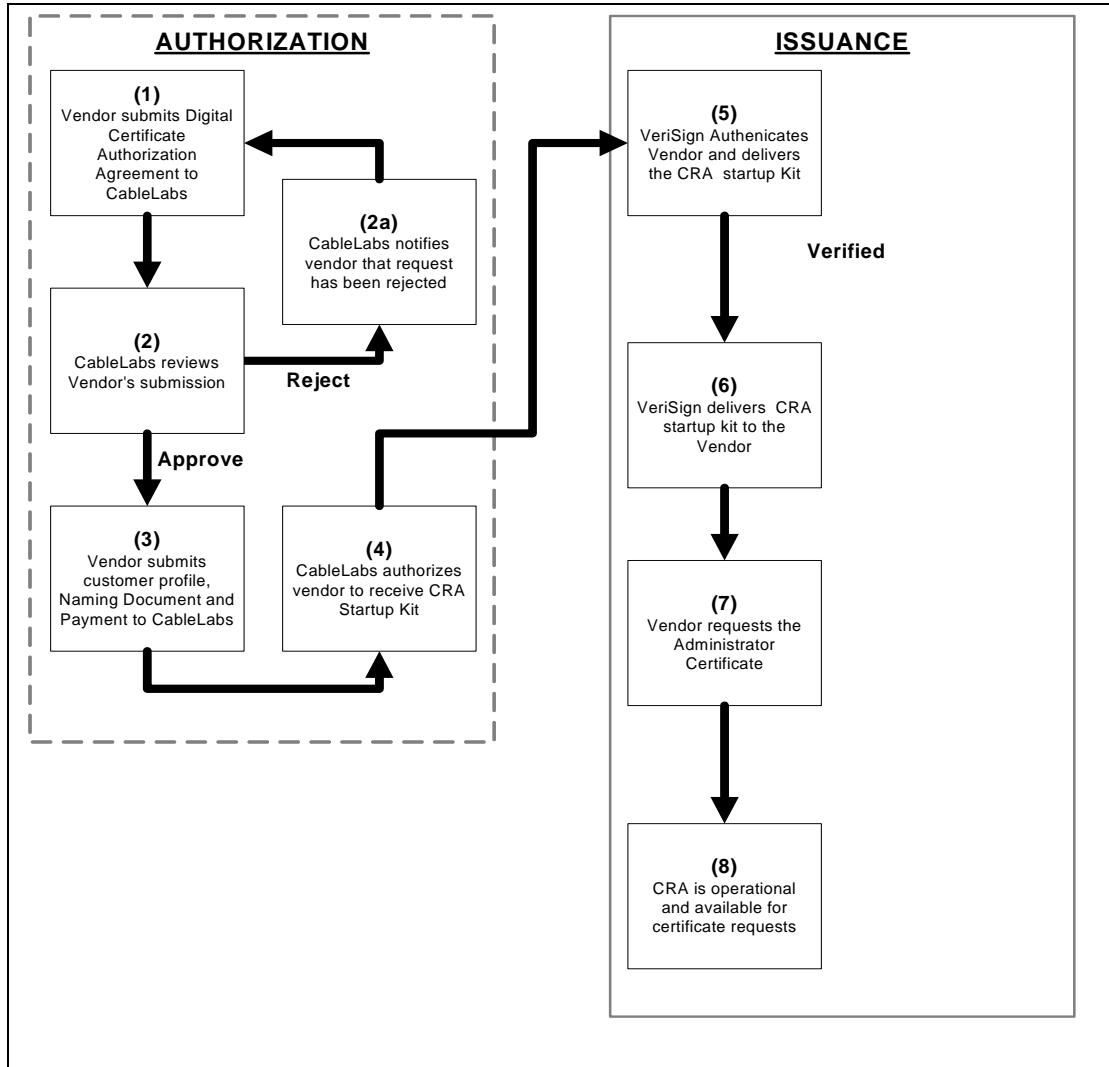 AUTHORIZATION
(1)
Vendor submits Digital
Certificate
Authorization
Agreement to
CableLabs
(2a)
CableLabs notifies
vendor that request
has been rejected
(2)
CableLabs reviews
Vendor's submission
Reject
Approve
(3)
Vendor submits
customer profile,
Naming Document and
Payment to CableLabs
(4)
CableLabs authorizes
vendor to receive CRA
Startup Kit
ISSUANCE
(5)
VeriSign Authenicates
Vendor and delivers
the CRA startup Kit
Verified
(6)
VeriSign delivers CRA
startup kit to the
Vendor
(7)
Vendor requests the
Administrator
Certificate
(8)
CRA is operational
and available for
certificate requests